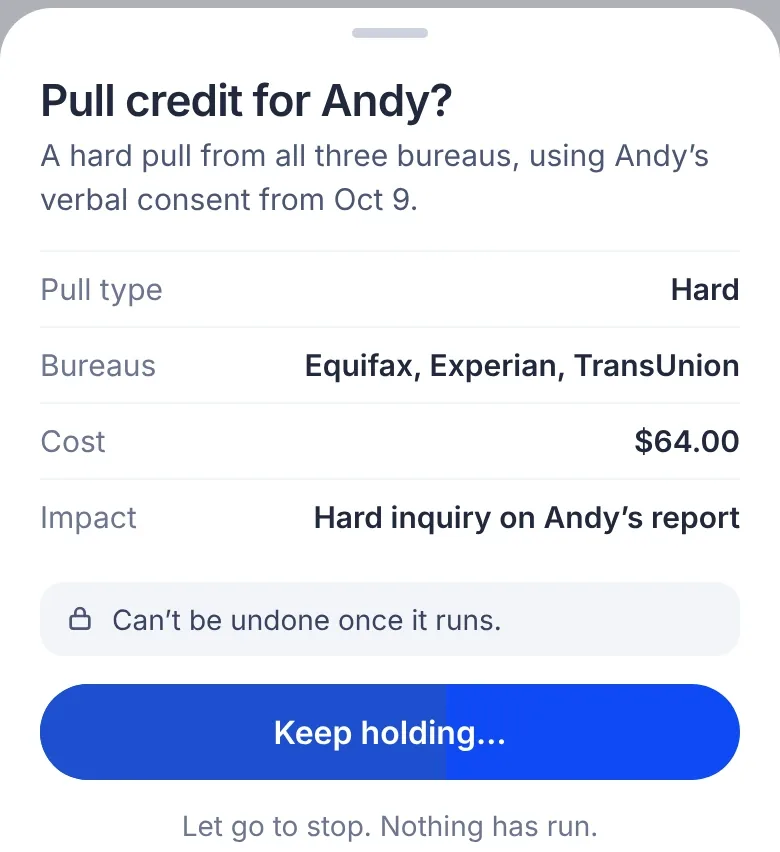 Pull credit for Andy?
A hard pull from all three bureaus, using Andy’s
verbal consent from Oct 9.
Pull type Hard
Bureaus Equifax, Experian, TransUnion
Cost $64.00
Impact Hard inquiry on Andy’s report
Can’t be undone once it runs.
Keep holding...
Let go to stop. Nothing has run.